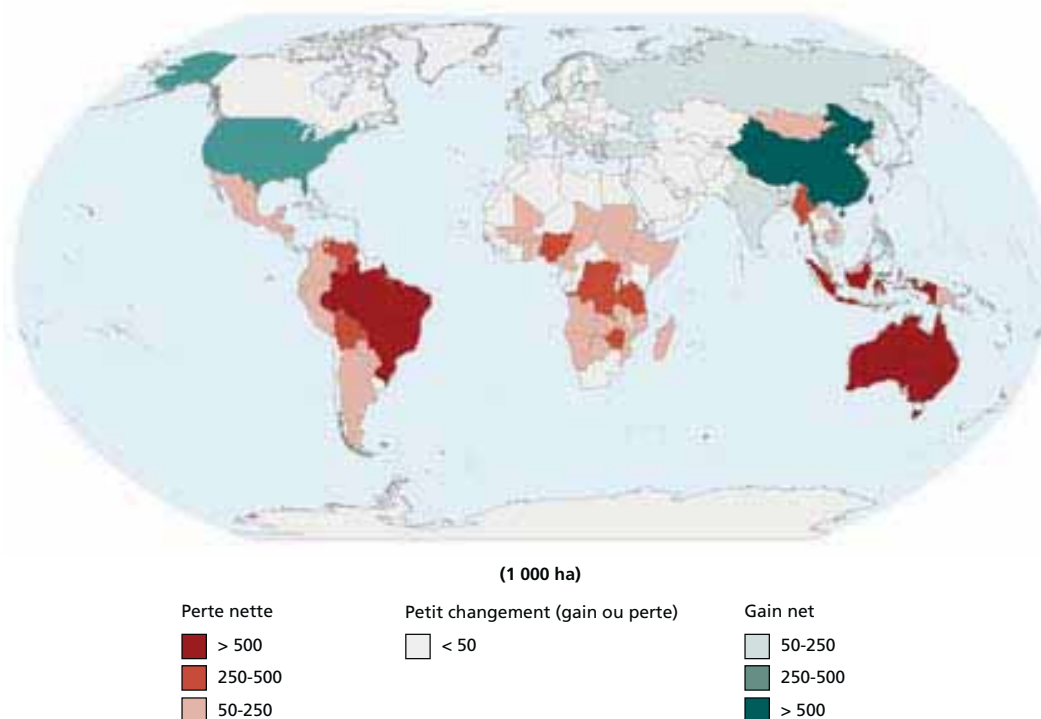 (1 000 ha)
Perte nette
> 500
250-500
50-250
Petit changement (gain ou perte)
< 50
Gain net
50-250
250-500
> 500